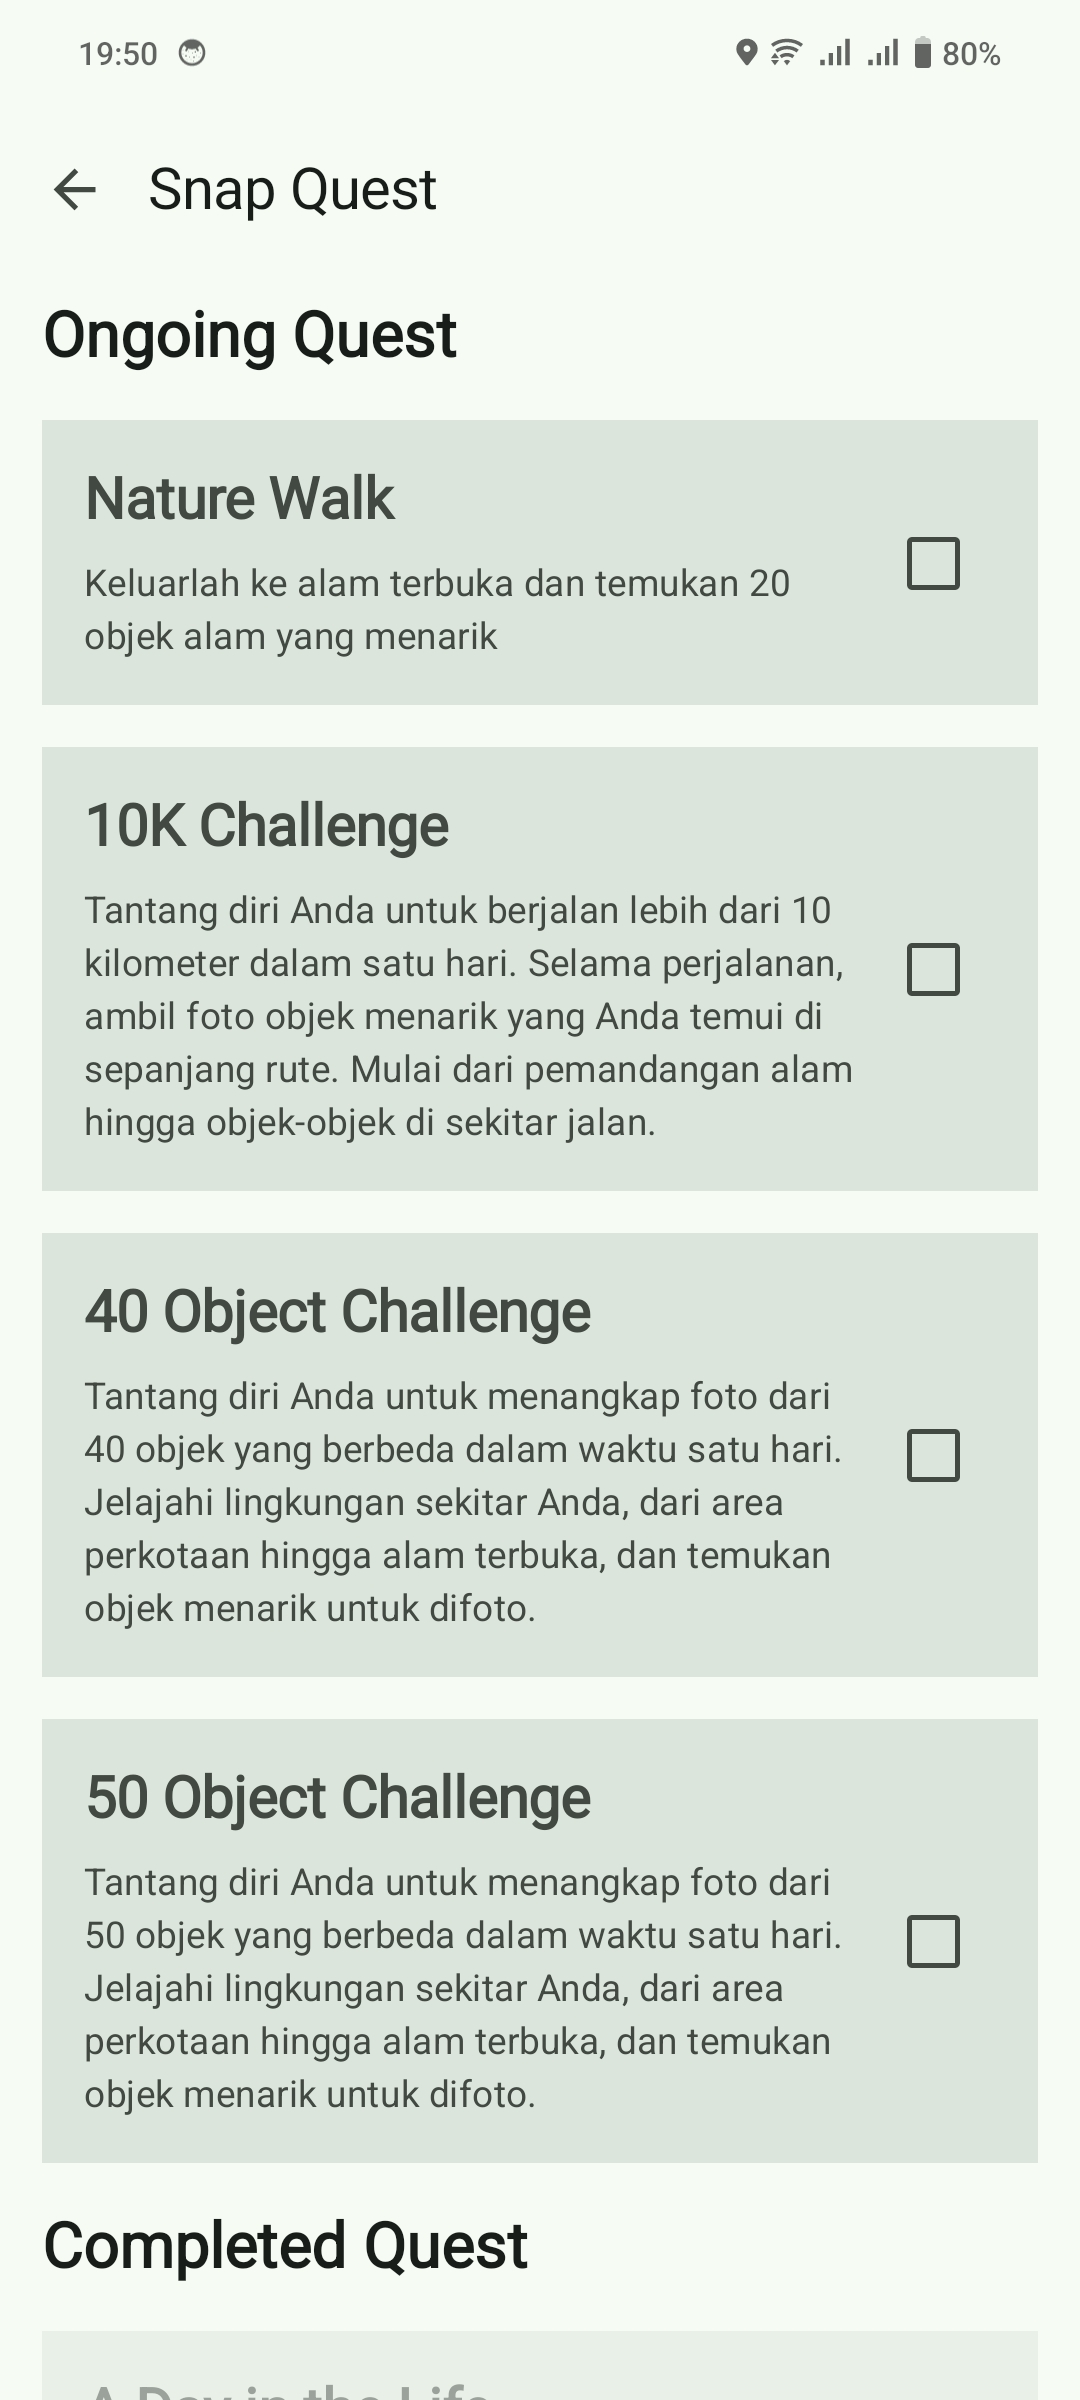 19:50
80%
Snap Quest
Ongoing Quest
Nature Walk
Keluarlah ke alam terbuka dan temukan 20
objek alam yang menarik
10K Challenge
Tantang diri Anda untuk berjalan lebih dari 10
kilometer dalam satu hari. Selama perjalanan,
ambil foto objek menarik yang Anda temui di
sepanjang rute. Mulai dari pemandangan alam
hingga objek-objek di sekitar jalan.
40 Object Challenge
Tantang diri Anda untuk menangkap foto dari
40 objek yang berbeda dalam waktu satu hari.
Jelajahi lingkungan sekitar Anda, dari area
perkotaan hingga alam terbuka, dan temukan
objek menarik untuk difoto.
50 Object Challenge
Tantang diri Anda untuk menangkap foto dari
50 objek yang berbeda dalam waktu satu hari.
Jelajahi lingkungan sekitar Anda, dari area
perkotaan hingga alam terbuka, dan temukan
objek menarik untuk difoto.
Completed Quest
A Day in the Life